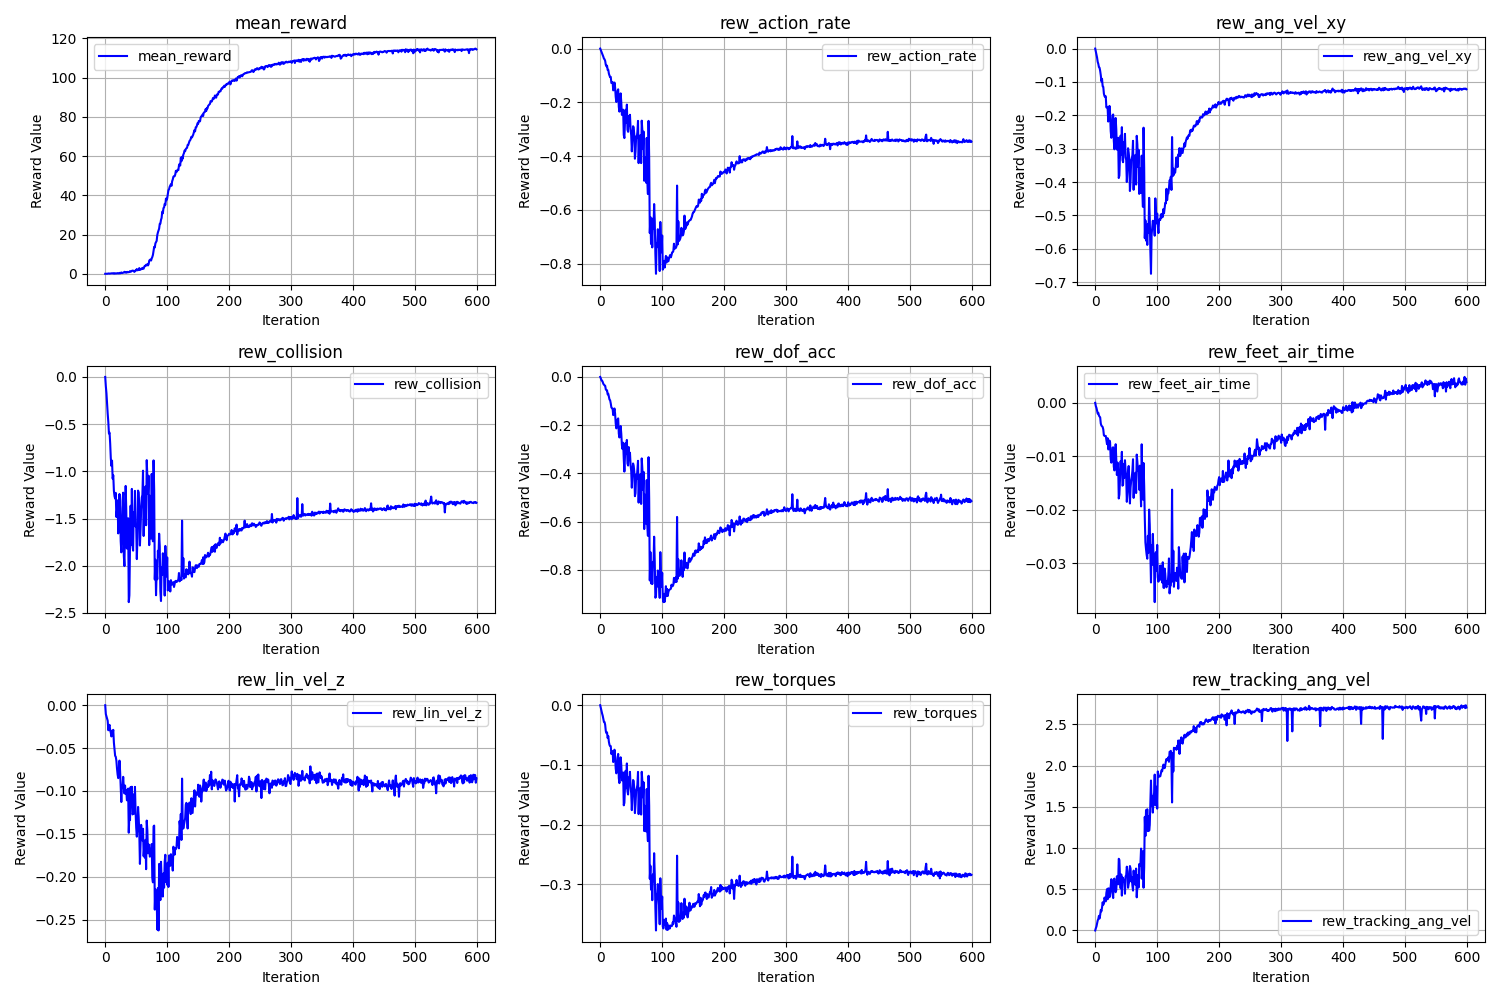 mean_reward
120
100
80
60
40
20
0
Reward Value
mean_reward
0 100 200 300 400 500 600
Iteration
rew_action_rate
0.0
−0.2
−0.4
−0.6
−0.8
Reward Value
rew_action_rate
0 100 200 300 400 500 600
Iteration
rew_ang_vel_xy
0.0
−0.1
−0.2
−0.3
−0.4
−0.5
−0.6
−0.7
Reward Value
rew_ang_vel_xy
0 100 200 300 400 500 600
Iteration
rew_collision
0.0
−0.5
−1.0
−1.5
−2.0
−2.5
Reward Value
rew_collision
0 100 200 300 400 500 600
Iteration
rew_dof_acc
0.0
−0.2
−0.4
−0.6
−0.8
Reward Value
rew_dof_acc
0 100 200 300 400 500 600
Iteration
rew_feet_air_time
0.00
−0.01
−0.02
−0.03
Reward Value
rew_feet_air_time
0 100 200 300 400 500 600
Iteration
rew_lin_vel_z
0.00
−0.05
−0.10
−0.15
−0.20
−0.25
Reward Value
rew_lin_vel_z
0 100 200 300 400 500 600
Iteration
rew_torques
0.0
−0.1
−0.2
−0.3
Reward Value
rew_torques
0 100 200 300 400 500 600
Iteration
rew_tracking_ang_vel
2.5
2.0
1.5
1.0
0.5
0.0
Reward Value
rew_tracking_ang_vel
0 100 200 300 400 500 600
Iteration